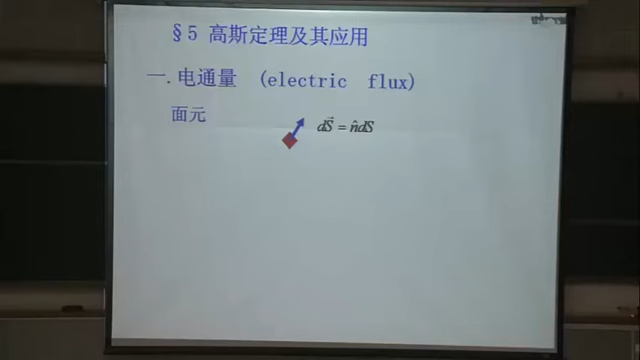 §5 高斯定理及其应用
一.电通量 (electric flux)
面元
dS⃗ = n̂dS